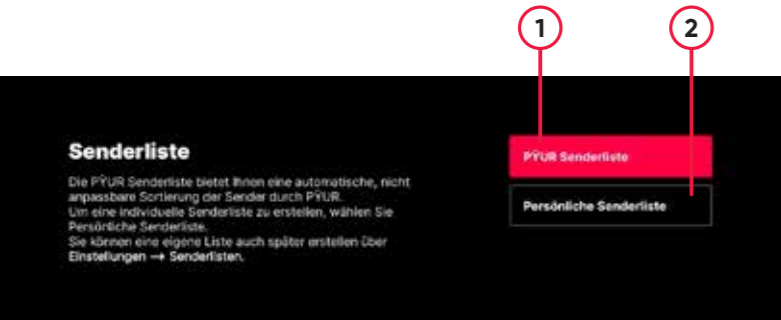 1
2
Senderliste
Die PŸUR Senderliste bietet Ihnen eine automatische, nicht
anpassbare Sortierung der Sender durch PŸUR.
Um eine individuelle Senderliste zu erstellen, wählen Sie
Persönliche Senderliste.
Sie können eine eigene Liste auch später erstellen über
Einstellungen → Senderlisten.
PŸUR Senderliste
Persönliche Senderliste